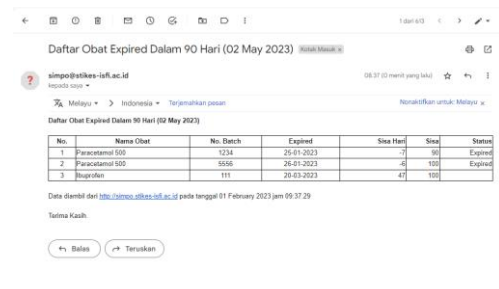 1 dari 613
Daftar Obat Expired Dalam 90 Hari (02 May 2023) Kotak Masuk x
simpo@stikes-isfi.ac.id 08.37 (0 menit yang lalu)
kepada saya
Melayu > Indonesia Terjemahkan pesan Nonaktifkan untuk: Melayu x
Daftar Obat Expired Dalam 90 Hari (02 May 2023)
No. Nama Obat No. Batch Expired Sisa Hari Sisa Status
1 Paracetamol 500 1234 25-01-2023 -7 90 Expired
2 Paracetamol 500 5556 26-01-2023 -6 100 Expired
3 Ibuprofen 111 20-03-2023 47 100
Data diambil dari http://simpo.stikes-isfi.ac.id pada tanggal 01 February 2023 jam 09:37:29
Terima Kasih.
Balas Teruskan